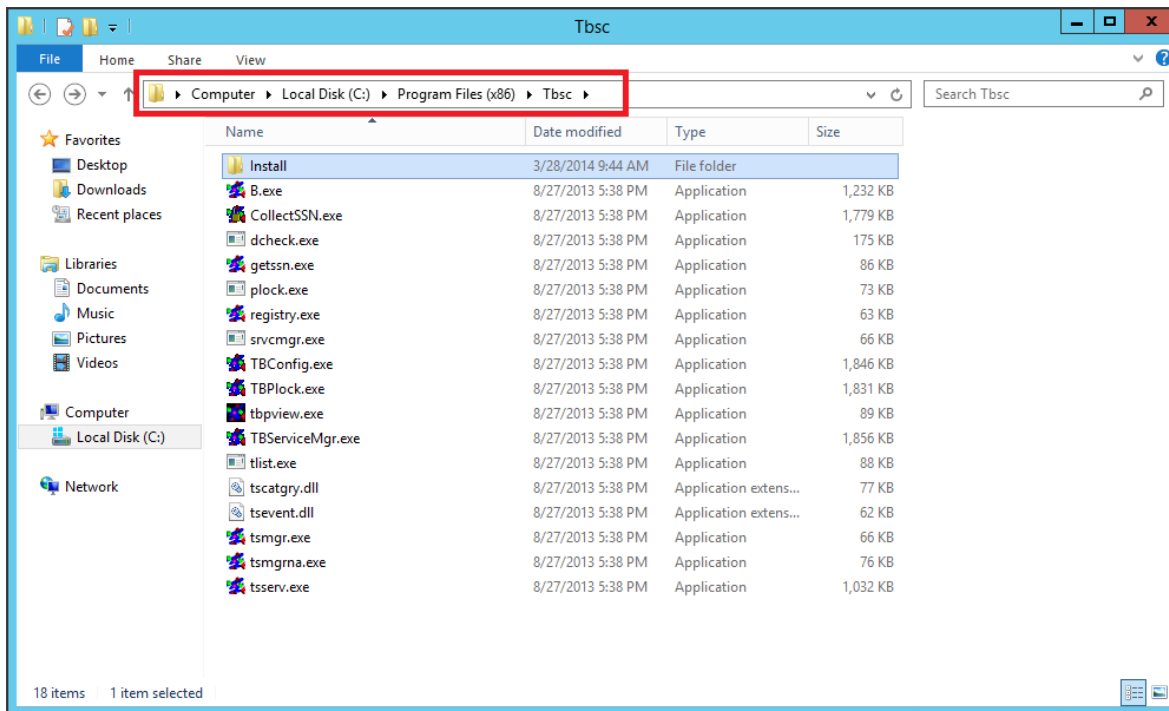 Tbsc
File Home Share View
Computer Local Disk (C:) Program Files (x86) Tbsc Search Tbsc
Name Date modified Type Size
Favorites
Desktop
Downloads
Recent places
Libraries
Documents
Music
Pictures
Videos
Computer
Local Disk (C:)
Network
Install 3/28/2014 9:44 AM File folder
B.exe 8/27/2013 5:38 PM Application 1,232 KB
CollectSSN.exe 8/27/2013 5:38 PM Application 1,779 KB
dcheck.exe 8/27/2013 5:38 PM Application 175 KB
getssn.exe 8/27/2013 5:38 PM Application 86 KB
plock.exe 8/27/2013 5:38 PM Application 73 KB
registry.exe 8/27/2013 5:38 PM Application 63 KB
srvcmgr.exe 8/27/2013 5:38 PM Application 66 KB
TBConfig.exe 8/27/2013 5:38 PM Application 1,846 KB
TBPlock.exe 8/27/2013 5:38 PM Application 1,831 KB
tbpview.exe 8/27/2013 5:38 PM Application 89 KB
TBServiceMgr.exe 8/27/2013 5:38 PM Application 1,856 KB
tlist.exe 8/27/2013 5:38 PM Application 88 KB
tscatgry.dll 8/27/2013 5:38 PM Application extens... 77 KB
tsevent.dll 8/27/2013 5:38 PM Application extens... 62 KB
tsmgr.exe 8/27/2013 5:38 PM Application 66 KB
tsmgrna.exe 8/27/2013 5:38 PM Application 76 KB
tsserv.exe 8/27/2013 5:38 PM Application 1,032 KB
18 items 1 item selected